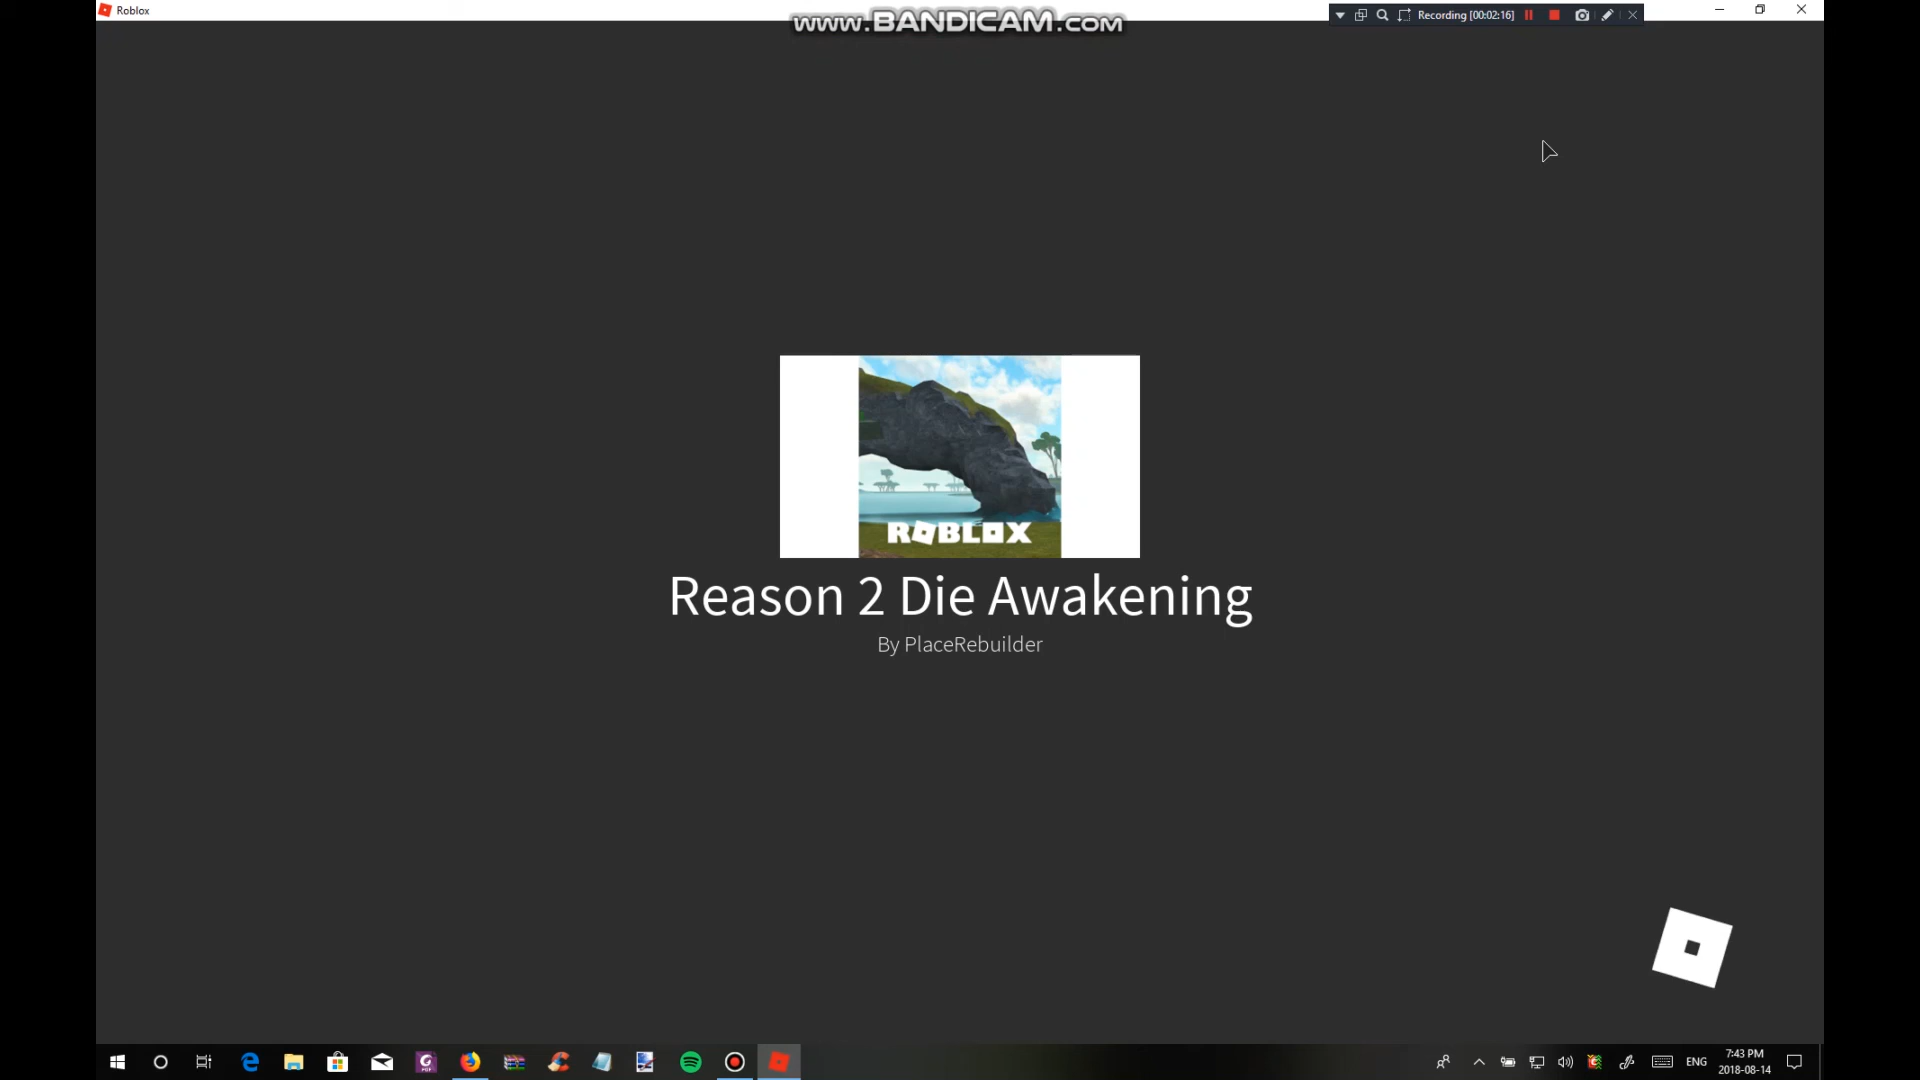 Roblox
www.BANDICAM.com
Recording [00:02:16]
ROBLOX
Reason 2 Die Awakening
By PlaceRebuilder
ENG
7:43 PM
2018-08-14